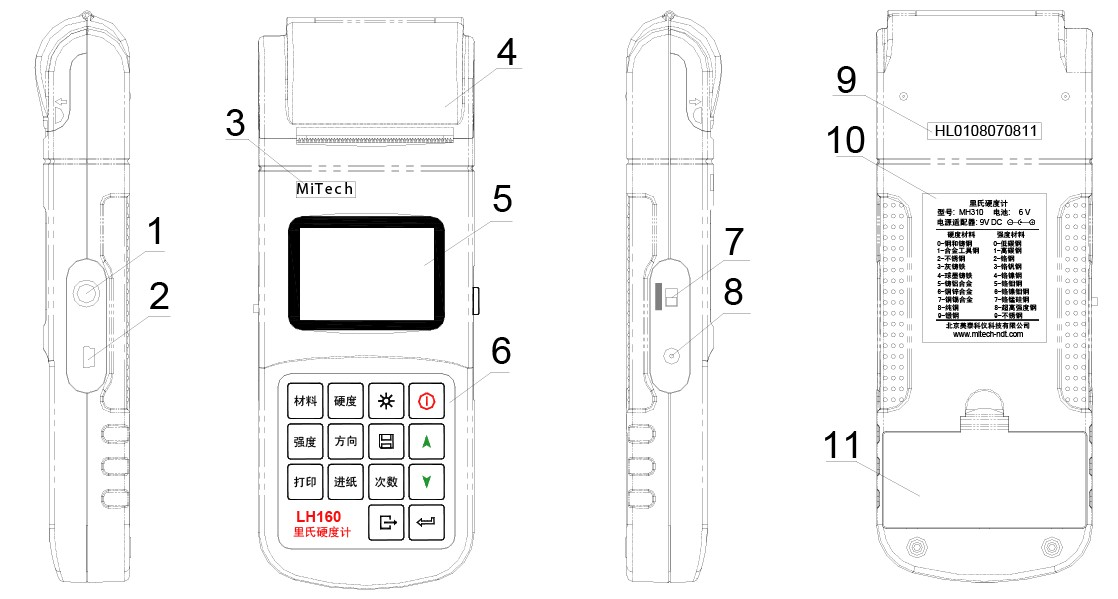 1
2
3
4
5
6
7
8
9
10
11
MiTech
材料 硬度
强度 方向
打印 进纸 次数
LH160
里氏硬度计
HL0108070811
里氏硬度计
型号: MH310 电池: 6 V
电源适配器: 9V DC
硬度材料 强度材料
0-钢和铸钢 0-低碳钢
1-合金工具钢 1-高碳钢
2-不锈钢 2-铬钢
3-灰铸铁 3-铬钒钢
4-球墨铸铁 4-铬镍钢
5-铸铝合金 5-铬钼钢
6-铜锌合金 6-铬镍钼钢
7-铜锡合金 7-铬锰硅钢
8-纯铜 8-超高强度钢
9-锻钢 9-不锈钢
北京美泰科仪科技有限公司
www.mitech-ndt.com